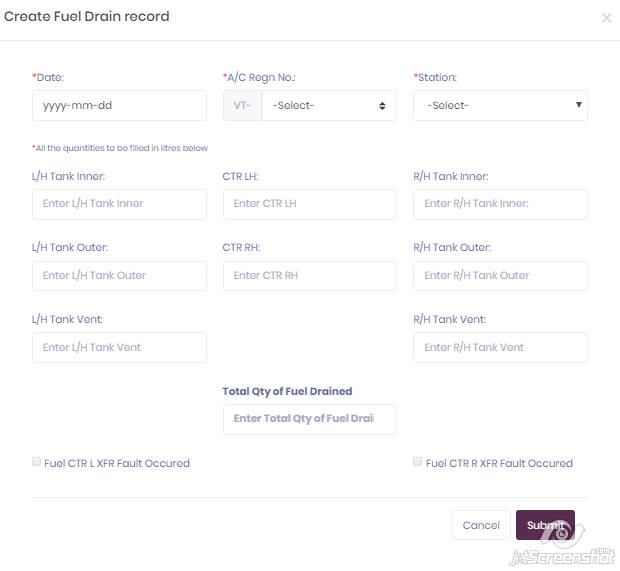 Create Fuel Drain record
×
*Date: *A/C Regn No.: *Station:
yyyy-mm-dd VT- -Select- -Select-
*All the quantities to be filled in litres below
L/H Tank Inner: CTR LH: R/H Tank Inner:
Enter L/H Tank Inner Enter CTR LH Enter R/H Tank Inner:
L/H Tank Outer: CTR RH: R/H Tank Outer:
Enter L/H Tank Outer Enter CTR RH Enter R/H Tank Outer
L/H Tank Vent: R/H Tank Vent:
Enter L/H Tank Vent Enter R/H Tank Vent
Total Qty of Fuel Drained
Enter Total Qty of Fuel Drai
Fuel CTR L XFR Fault Occured Fuel CTR R XFR Fault Occured
Cancel Submit
jetScreenshot.com